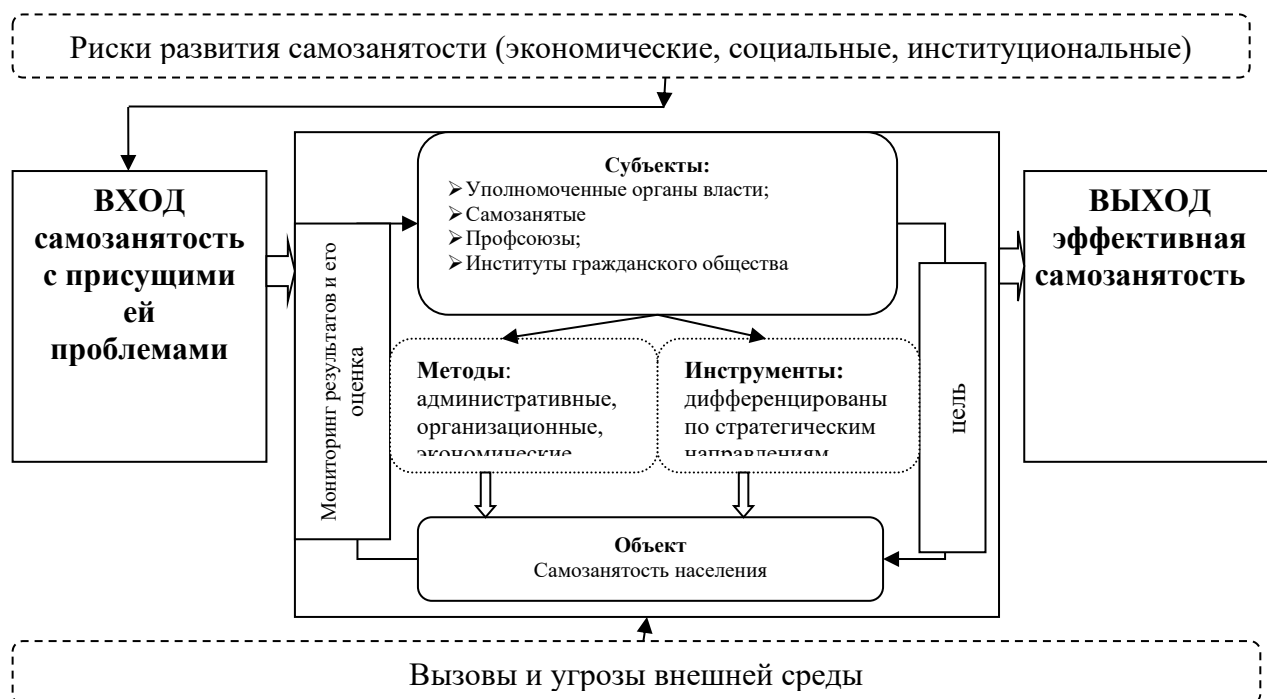 Риски развития самозанятости (экономические, социальные, институциональные)
ВХОД
самозанятость
с присущими
ей
проблемами
Мониторинг результатов и его
оценка
Субъекты:
➢Уполномоченные органы власти;
➢Самозанятые
➢Профсоюзы;
➢Институты гражданского общества
Методы:
административные,
организационные,
экономические
Инструменты:
дифференцированы
по стратегическим
направлениям
Объект
Самозанятость населения
цель
ВЫХОД
эффективная
самозанятость
Вызовы и угрозы внешней среды